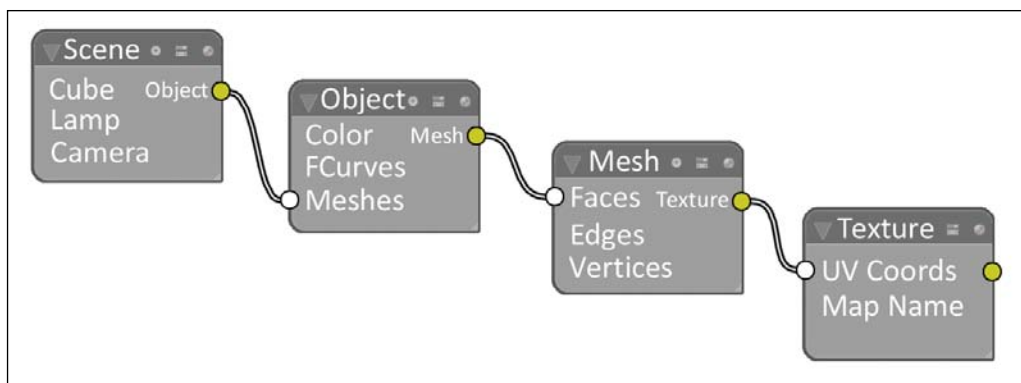 Scene
Cube Object
Lamp
Camera
Object
Color Mesh
FCurves
Meshes
Mesh
Faces Texture
Edges
Vertices
Texture
UV Coords
Map Name